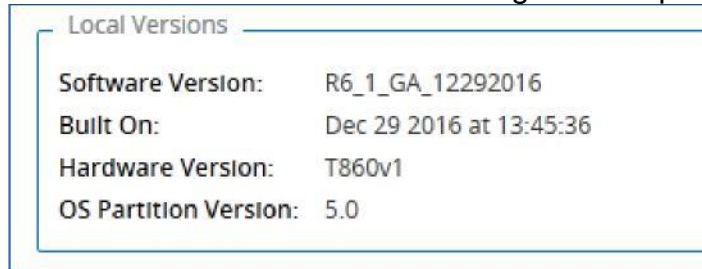 Local Versions
Software Version: R6_1_GA_12292016
Built On: Dec 29 2016 at 13:45:36
Hardware Version: T860v1
OS Partition Version: 5.0